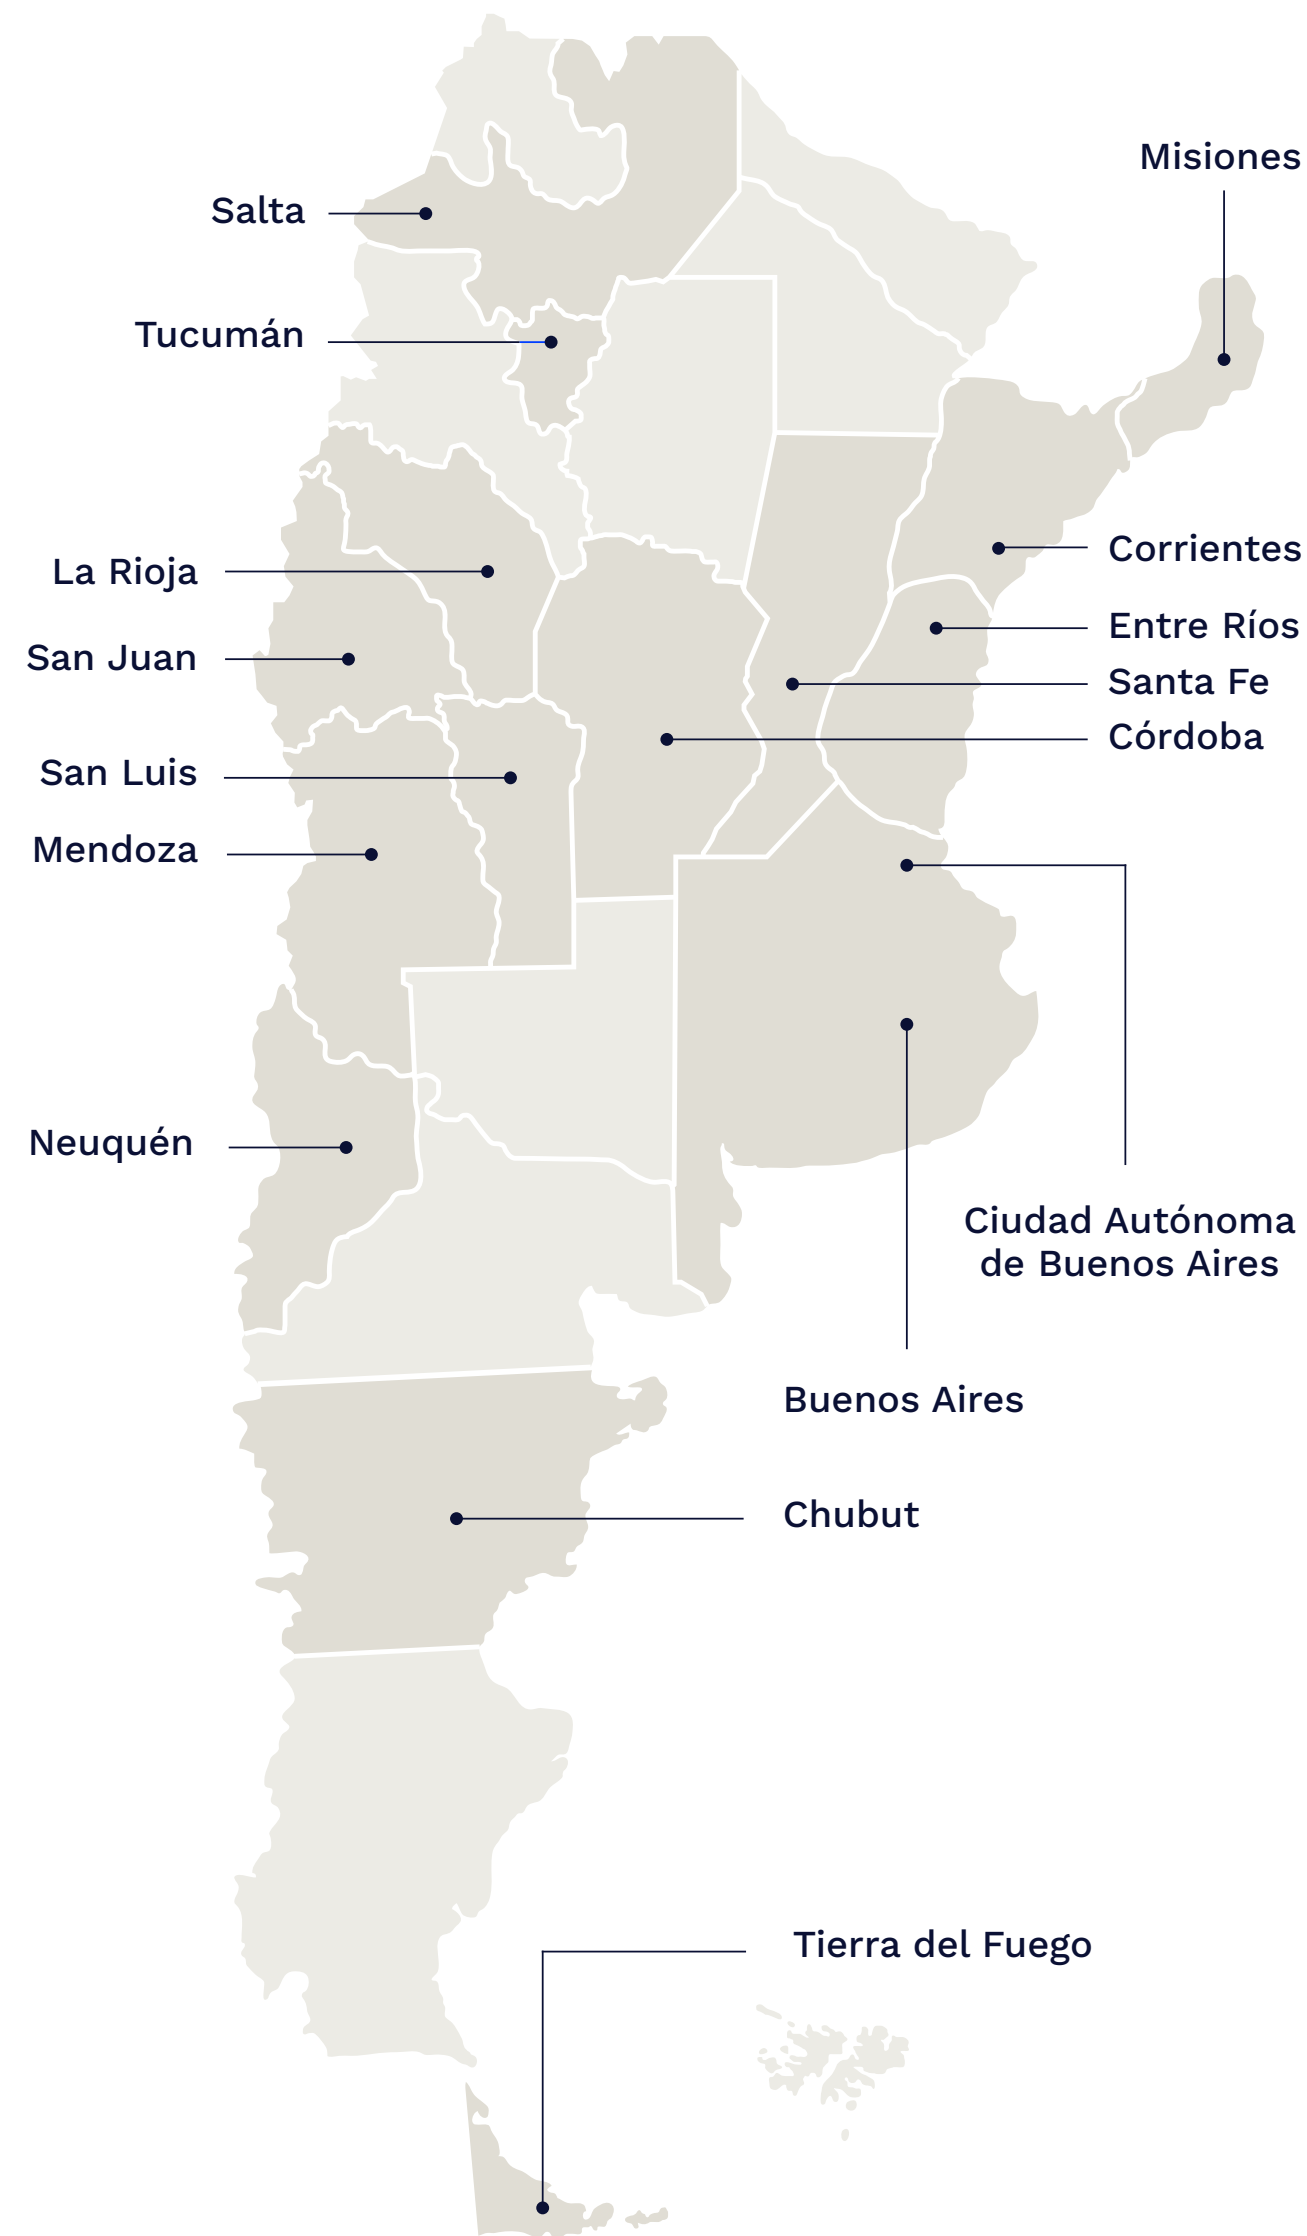 Misiones
Salta
Tucumán
Corrientes
La Rioja
Entre Ríos
San Juan
Santa Fe
Córdoba
San Luis
Mendoza
Neuquén
Ciudad Autónoma
de Buenos Aires
Buenos Aires
Chubut
Tierra del Fuego